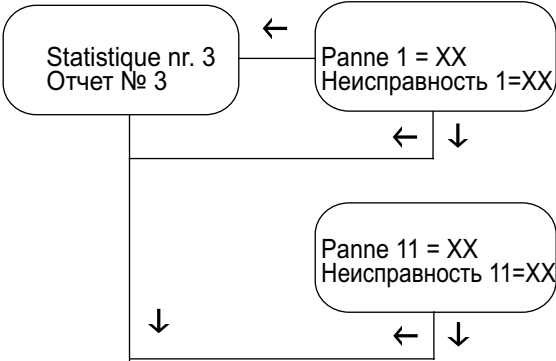 Statistique nr. 3
Отчет № 3
Panne 1 = XX
Неисправность 1=XX
Panne 11 = XX
Неисправность 11=XX